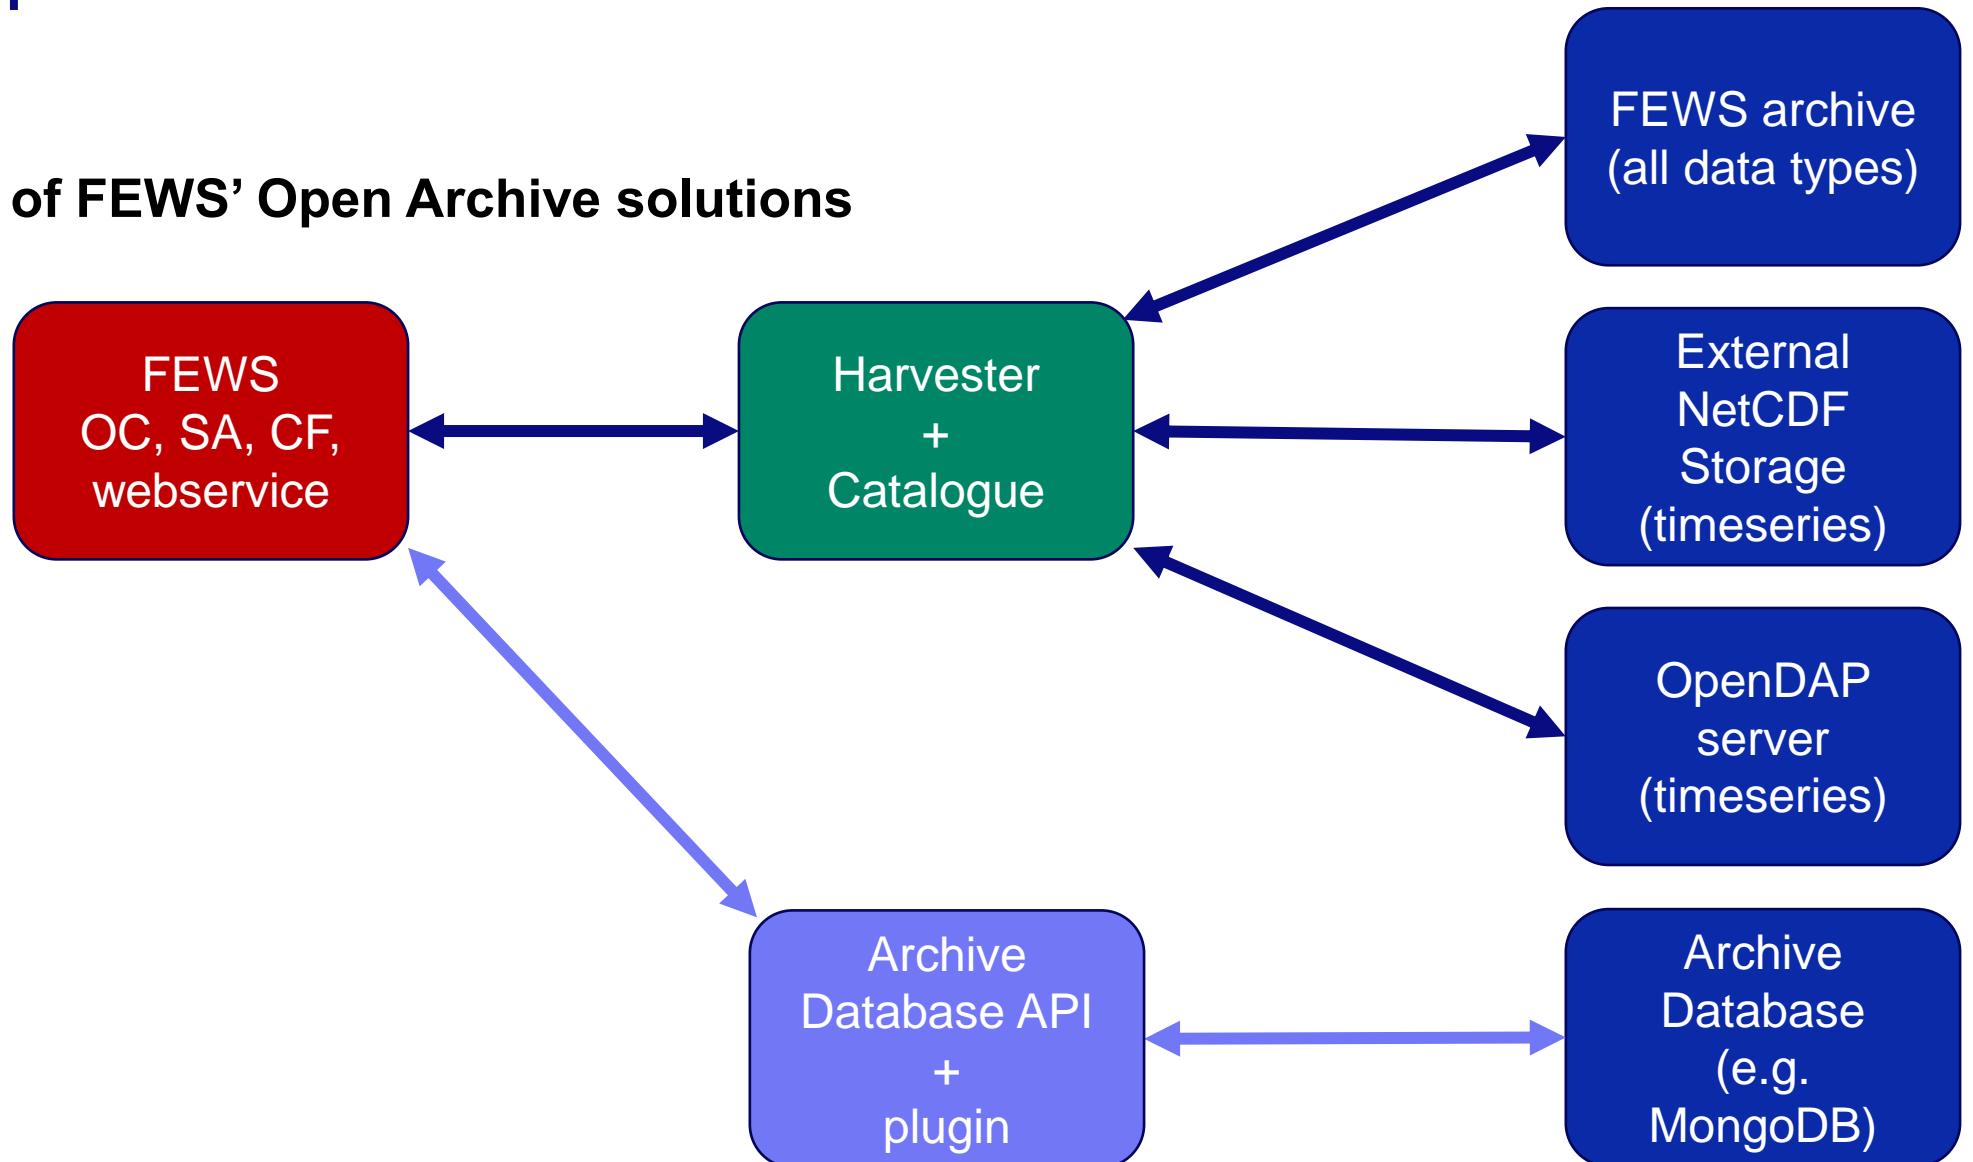 of FEWS’ Open Archive solutions
FEWS
OC, SA, CF,
webservice
Harvester
+
Catalogue
FEWS archive
(all data types)
External
NetCDF
Storage
(timeseries)
OpenDAP
server
(timeseries)
Archive
Database API
+
plugin
Archive
Database
(e.g.
MongoDB)